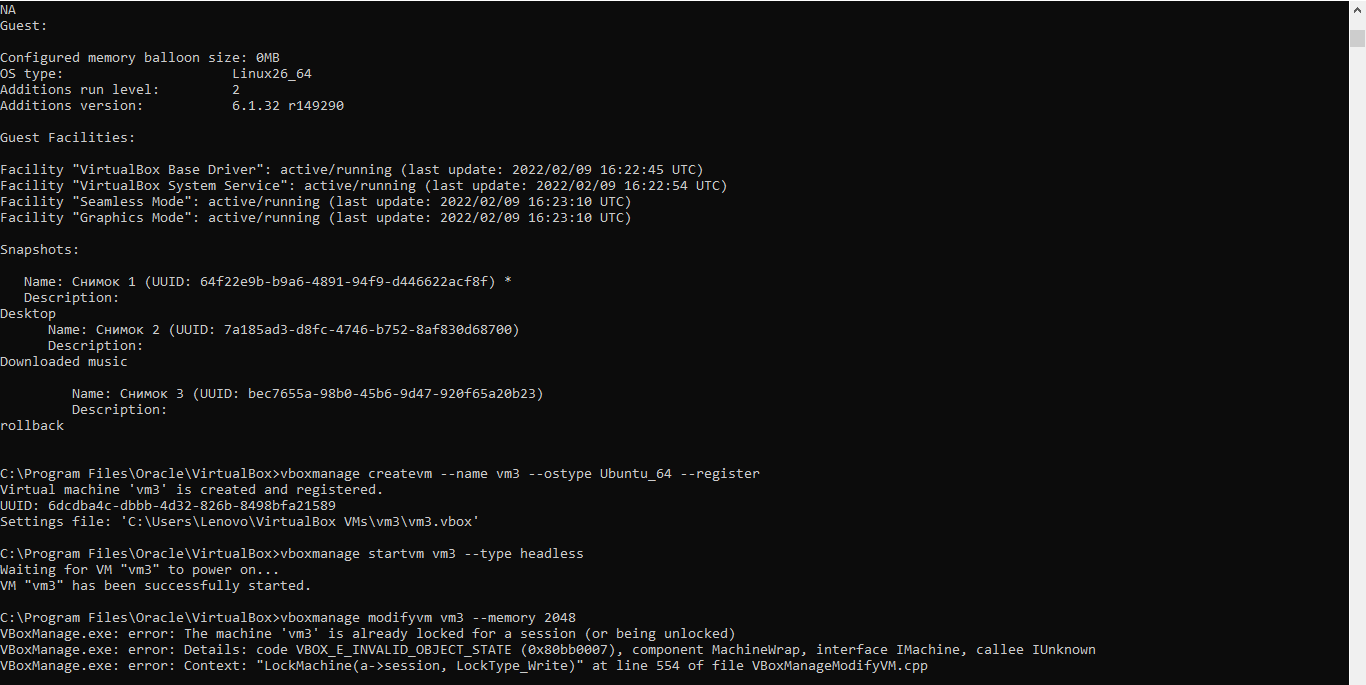 NA
Guest:
Configured memory balloon size: 0MB
OS type: Linux26_64
Additions run level: 2
Additions version: 6.1.32 r149290
Guest Facilities:
Facility "VirtualBox Base Driver": active/running (last update: 2022/02/09 16:22:45 UTC)
Facility "VirtualBox System Service": active/running (last update: 2022/02/09 16:22:54 UTC)
Facility "Seamless Mode": active/running (last update: 2022/02/09 16:23:10 UTC)
Facility "Graphics Mode": active/running (last update: 2022/02/09 16:23:10 UTC)
Snapshots:
Name: Снимок 1 (UUID: 64f22e9b-b9a6-4891-94f9-d446622acf8f) *
Description:
Desktop
Name: Снимок 2 (UUID: 7a185ad3-d8fc-4746-b752-8af830d68700)
Description:
Downloaded music
Name: Снимок 3 (UUID: bec7655a-98b0-45b6-9d47-920f65a20b23)
Description:
rollback
C:\Program Files\Oracle\VirtualBox>vboxmanage createvm --name vm3 --ostype Ubuntu_64 --register
Virtual machine 'vm3' is created and registered.
UUID: 6dcdba4c-dbbb-4d32-826b-8498bfa21589
Settings file: 'C:\Users\Lenovo\VirtualBox VMs\vm3\vm3.vbox'
C:\Program Files\Oracle\VirtualBox>vboxmanage startvm vm3 --type headless
Waiting for VM "vm3" to power on...
VM "vm3" has been successfully started.
C:\Program Files\Oracle\VirtualBox>vboxmanage modifyvm vm3 --memory 2048
VBoxManage.exe: error: The machine 'vm3' is already locked for a session (or being unlocked)
VBoxManage.exe: error: Details: code VBOX_E_INVALID_OBJECT_STATE (0x80bb0007), component MachineWrap, interface IMachine, callee IUnknown
VBoxManage.exe: error: Context: "LockMachine(a->session, LockType_Write)" at line 554 of file VBoxManageModifyVM.cpp